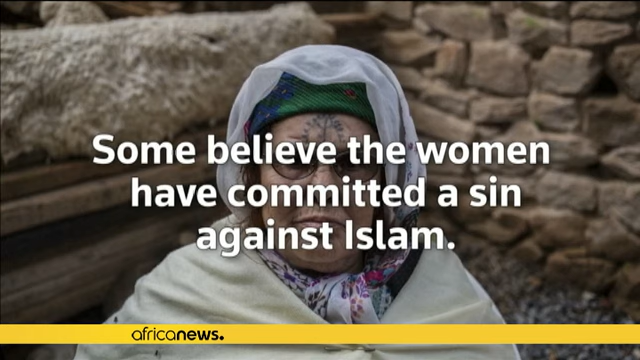 Some believe the women
have committed a sin
against Islam.
africanews.